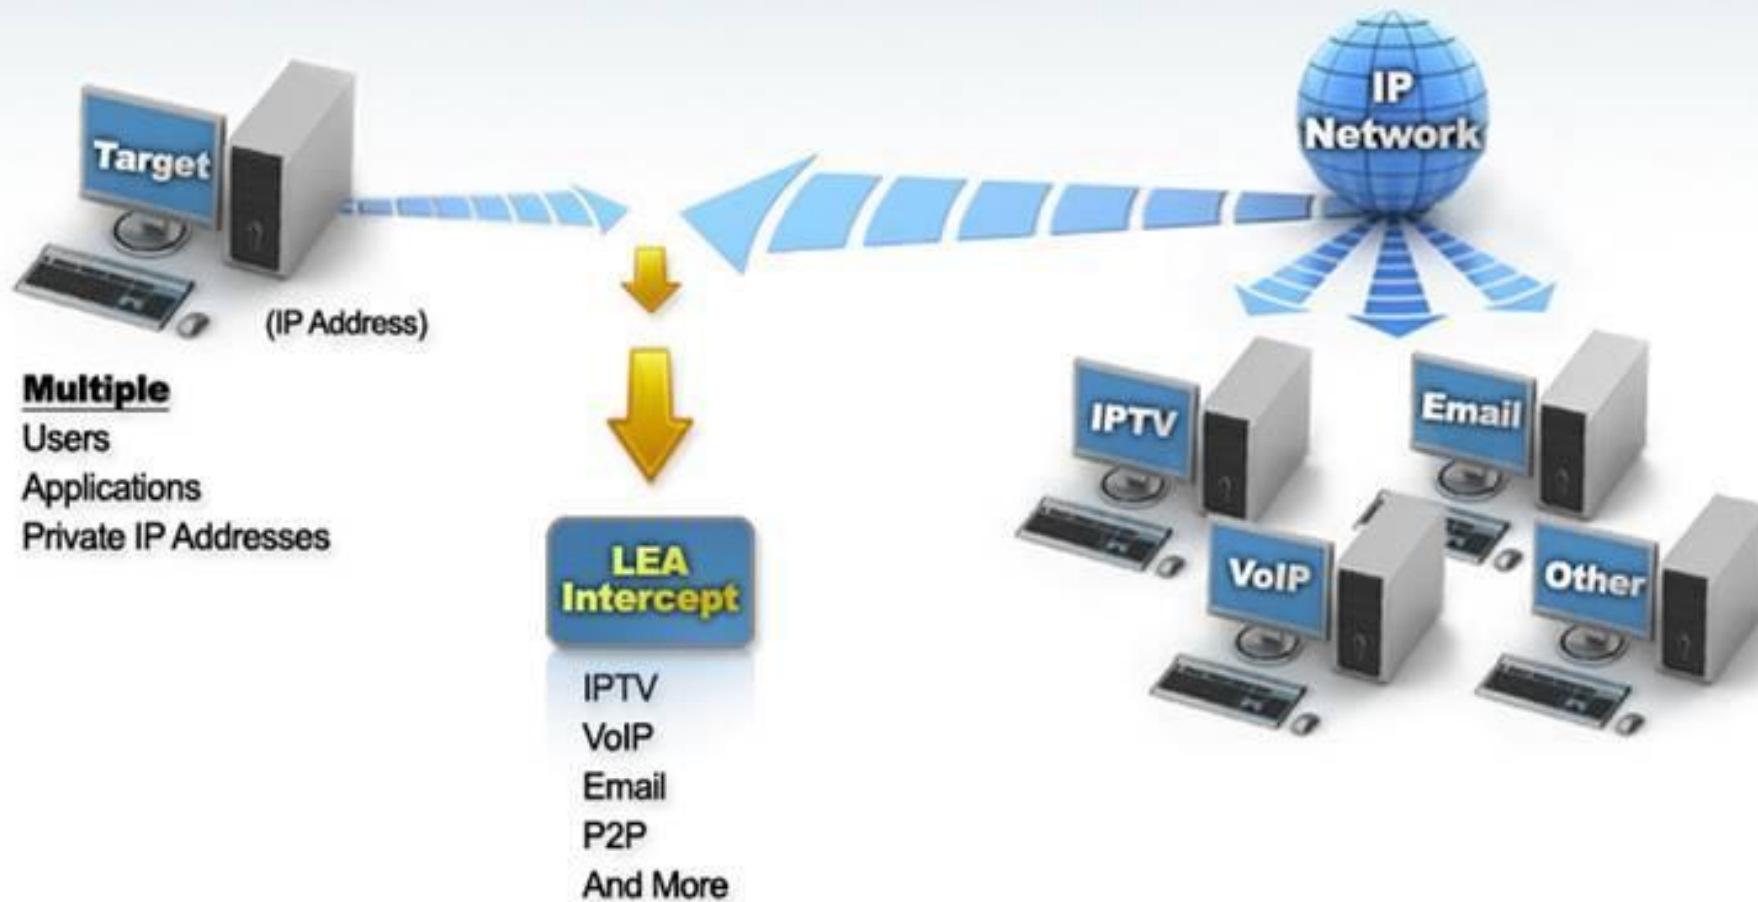 Target
(IP Address)
Multiple
Users
Applications
Private IP Addresses
LEA
Intercept
IPTV
VoIP
Email
P2P
And More
IP
Network
IPTV
Email
VoIP
Other